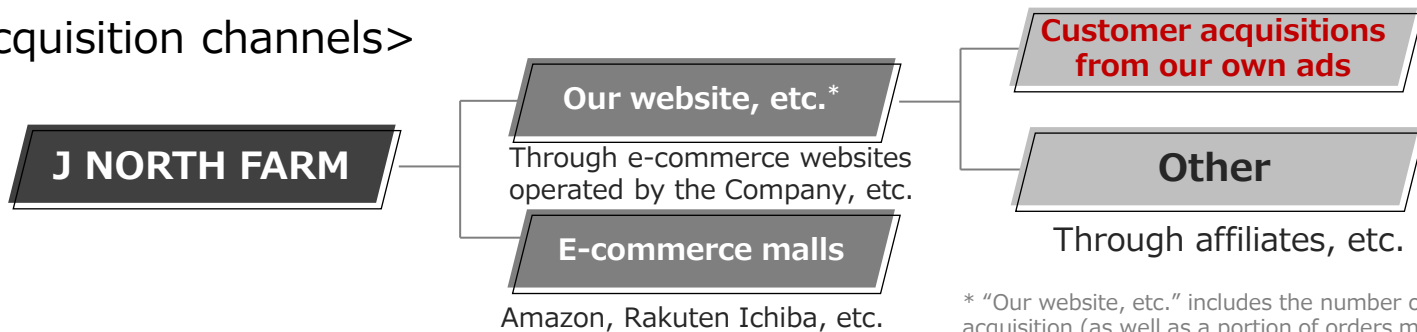 cquisition channels>
J NORTH FARM
Our website, etc.*
Through e-commerce websites
operated by the Company, etc.
E-commerce malls
Amazon, Rakuten Ichiba, etc.
Customer acquisitions
from our own ads
Other
Through affiliates, etc.
* “Our website, etc.” includes the number
acquisition (as well as a portion of orders